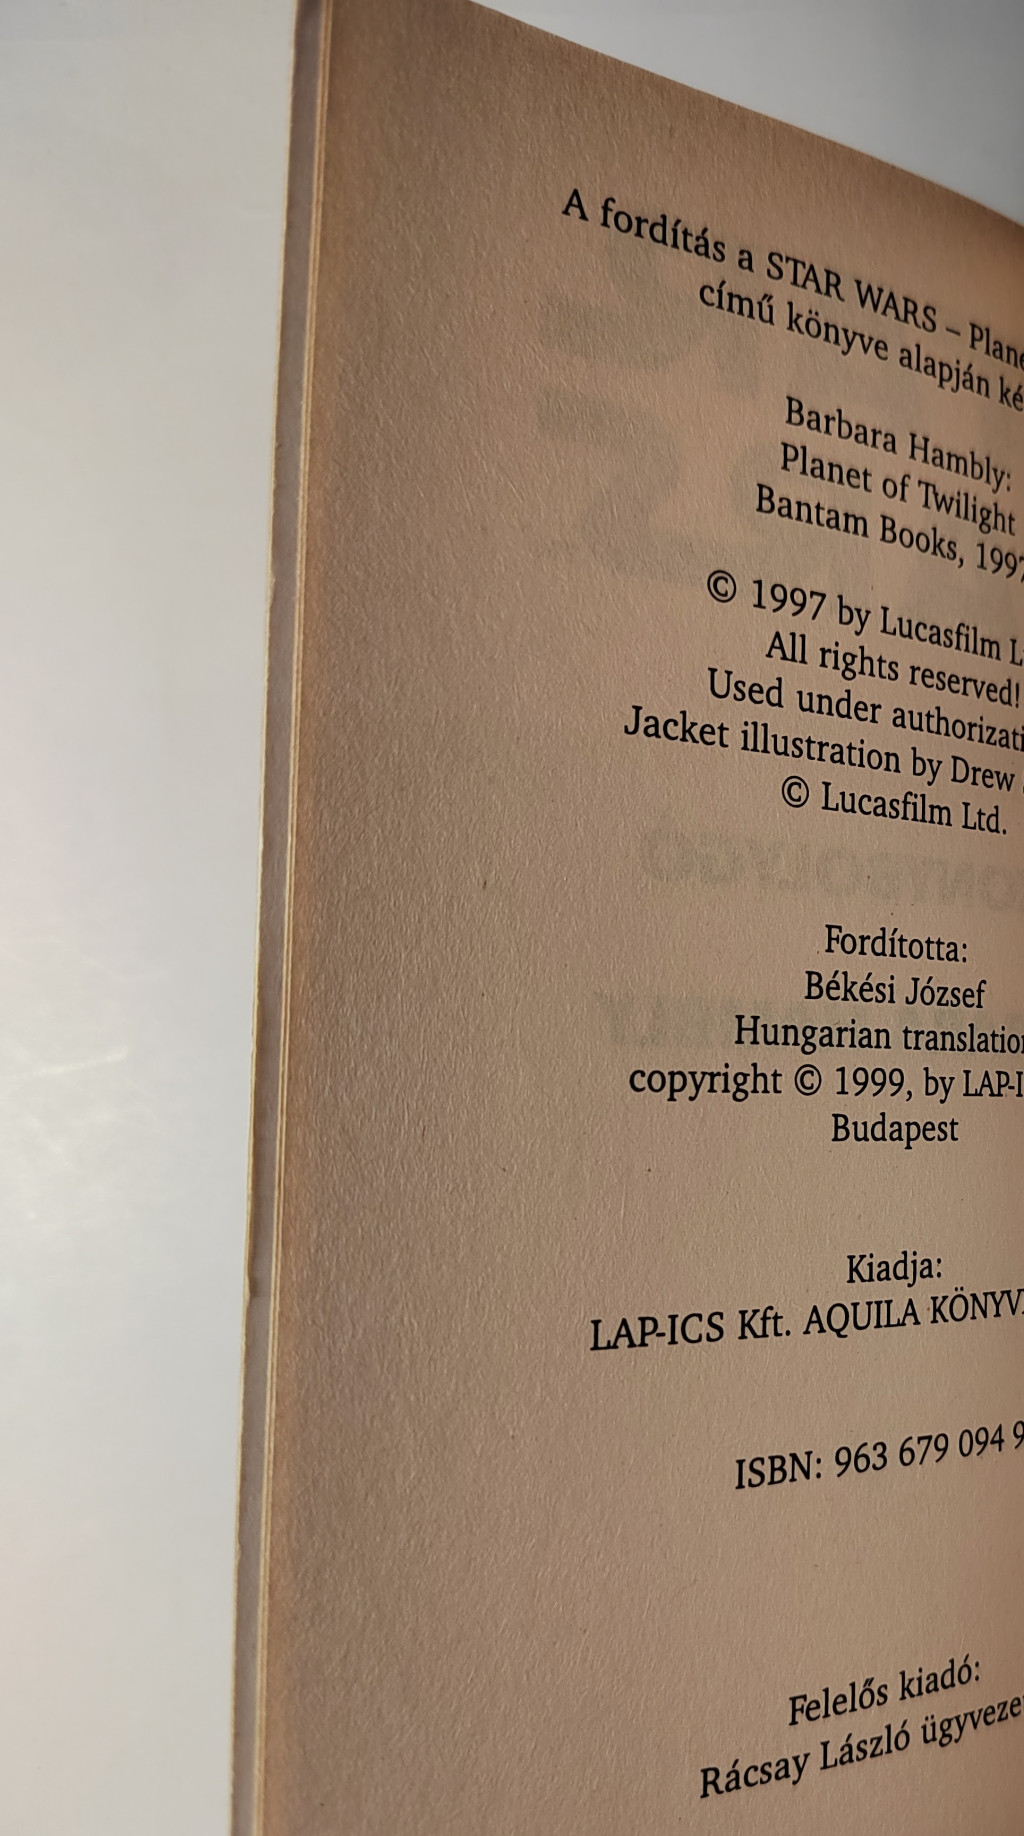 A fordítás a STAR WARS – Plane
című könyve alapján ké
Barbara Hambly:
Planet of Twilight
Bantam Books, 1997
© 1997 by Lucasfilm L
All rights reserved!
Used under authorizati
Jacket illustration by Drew
© Lucasfilm Ltd.
Fordította:
Békési József
Hungarian translation
copyright © 1999, by LAP-I
Budapest
Kiadja:
LAP-ICS Kft. AQUILA KÖNYV
ISBN: 963 679 094 9
Felelős kiadó:
Rácsay László ügyveze